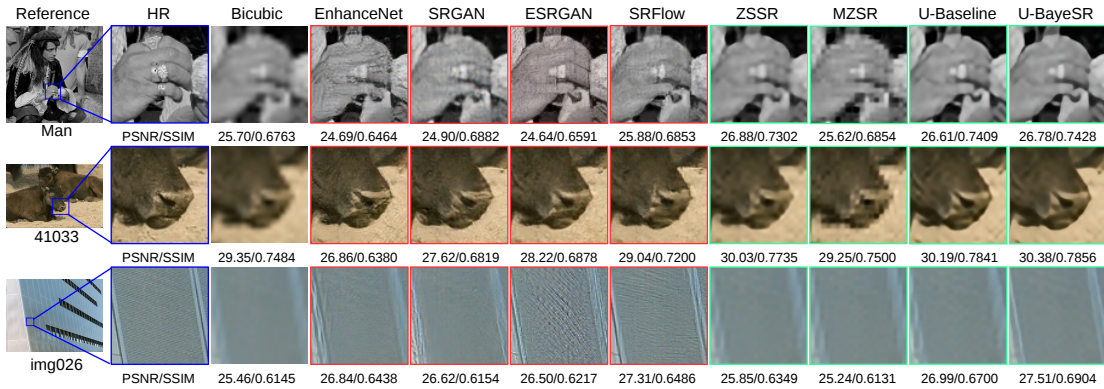 Reference HR Bicubic EnhanceNet SRGAN ESRGAN SRFlow ZSSR MZSR U-Baseline U-BayeSR
Man
PSNR/SSIM 25.70/0.6763 24.69/0.6464 24.90/0.6882 24.64/0.6591 25.88/0.6853 26.88/0.7302 25.62/0.6854 26.61/0.7409 26.78/0.7428
41033
PSNR/SSIM 29.35/0.7484 26.86/0.6380 27.62/0.6819 28.22/0.6878 29.04/0.7200 30.03/0.7735 29.25/0.7500 30.19/0.7841 30.38/0.7856
img026
PSNR/SSIM 25.46/0.6145 26.84/0.6438 26.62/0.6154 26.50/0.6217 27.31/0.6486 25.85/0.6349 25.24/0.6131 26.99/0.6700 27.51/0.6904